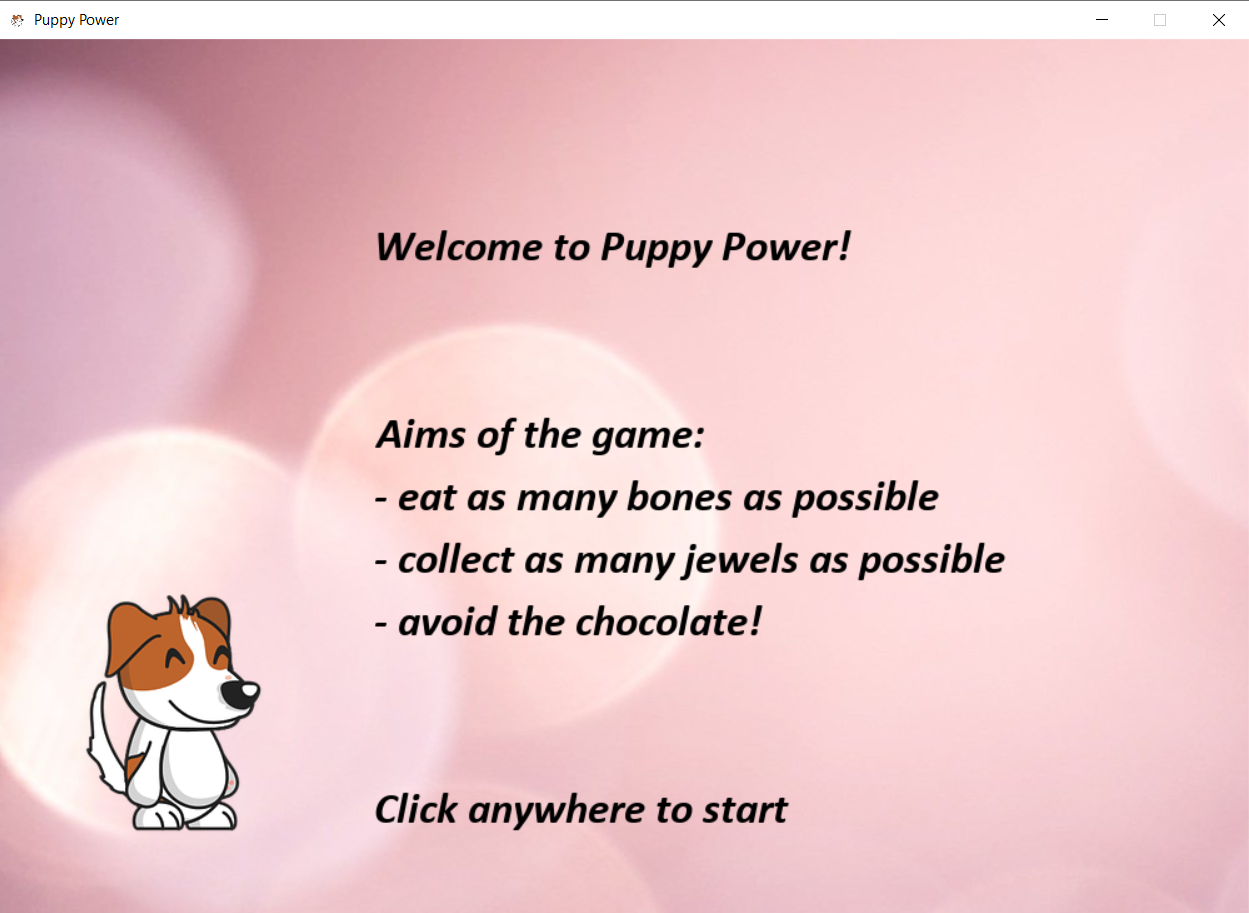 Puppy Power
Welcome to Puppy Power!
Aims of the game:
- eat as many bones as possible
- collect as many jewels as possible
- avoid the chocolate!
Click anywhere to start